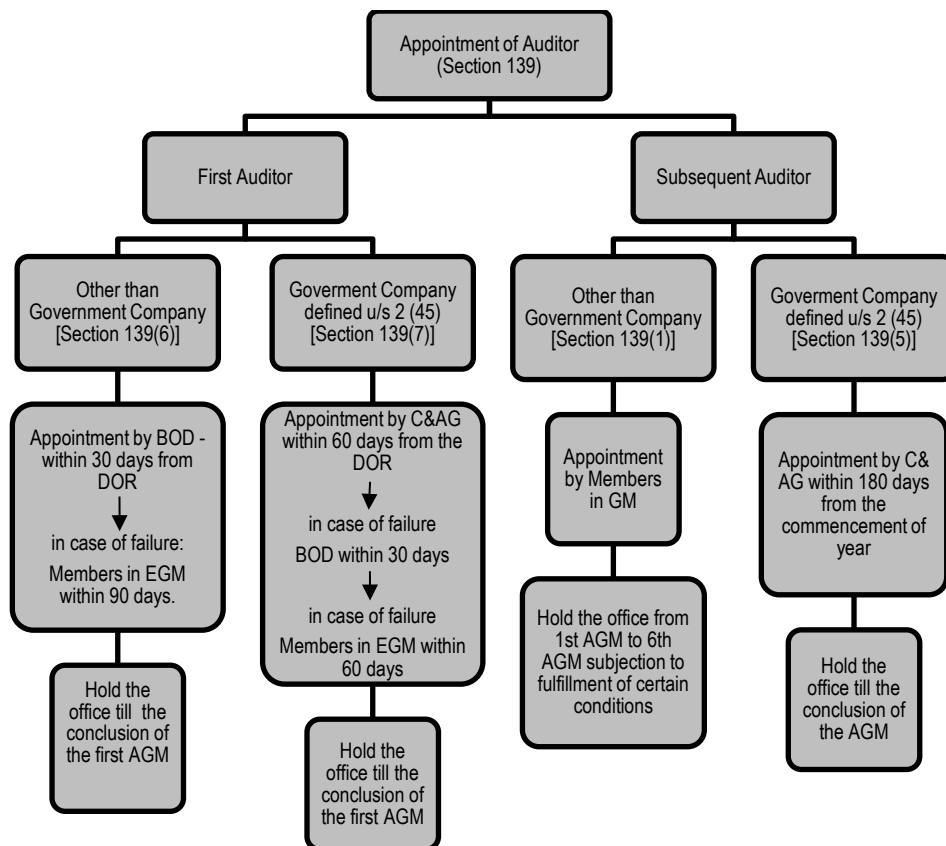 Appointment of Auditor
(Section 139)
First Auditor
Subsequent Auditor
Other than
Government Company
[Section 139(6)]
Goverment Company
defined u/s 2 (45)
[Section 139(7)]
Other than
Government Company
[Section 139(1)]
Goverment Company
defined u/s 2 (45)
[Section 139(5)]
Appointment by BOD -
within 30 days from
DOR
in case of failure:
Members in EGM
within 90 days.
Appointment by C&AG
within 60 days from the
DOR
in case of failure
BOD within 30 days
in case of failure
Members in EGM within
60 days
Appointment
by Members
in GM
Appointment by C&
AG within 180 days
from the
commencement of
year
Hold the
office till the
conclusion of
the first AGM
Hold the
office till the
conclusion of
the first AGM
Hold the office from
1st AGM to 6th
AGM subjection to
fulfillment of certain
conditions
Hold the
office till the
conclusion of
the AGM